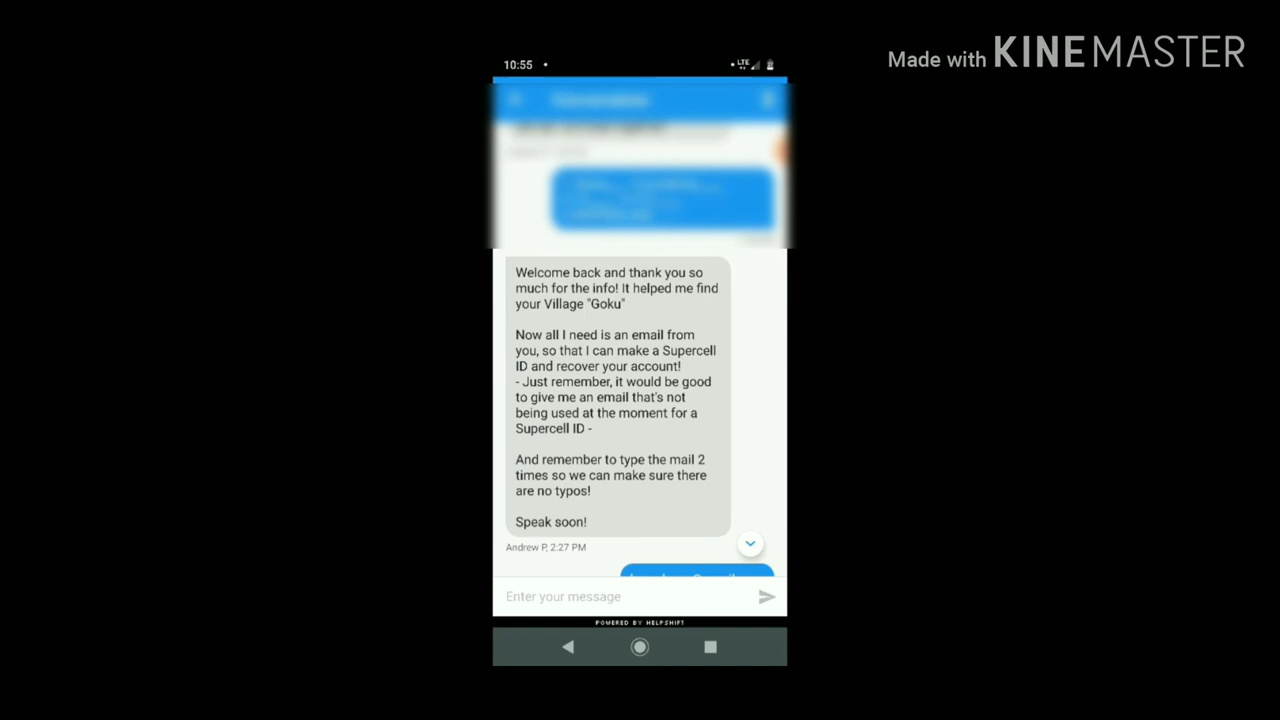 Made with KINEMASTER
10:55
LTE
Welcome back and thank you so
much for the info! It helped me find
your Village "Goku"
Now all I need is an email from
you, so that I can make a Supercell
ID and recover your account!
- Just remember, it would be good
to give me an email that's not
being used at the moment for a
Supercell ID -
And remember to type the mail 2
times so we can make sure there
are no typos!
Speak soon!
Andrew P, 2:27 PM
Enter your message
POWERED BY HELPSHIFT